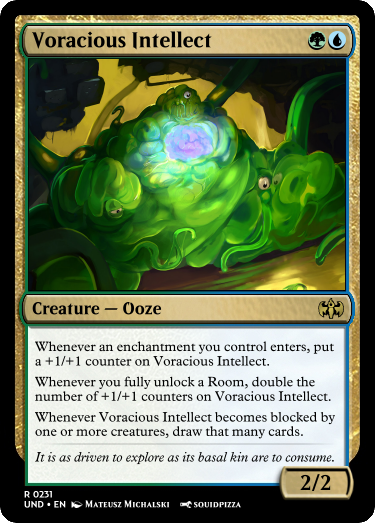 Voracious Intellect
Creature — Ooze
Whenever an enchantment you control enters, put
a +1/+1 counter on Voracious Intellect.
Whenever you fully unlock a Room, double the
number of +1/+1 counters on Voracious Intellect.
Whenever Voracious Intellect becomes blocked by
one or more creatures, draw that many cards.
It is as driven to explore as its basal kin are to consume.
2/2
R 0231
UND • EN Mateusz Michalski squidpizza